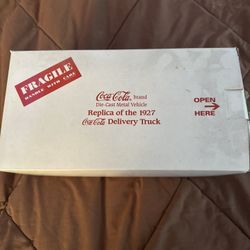 FRAGILE
HANDLE WITH CARE
Coca-Cola brand
Die-Cast Metal Vehicle
Replica of the 1927
Coca-Cola Delivery Truck
OPEN
HERE